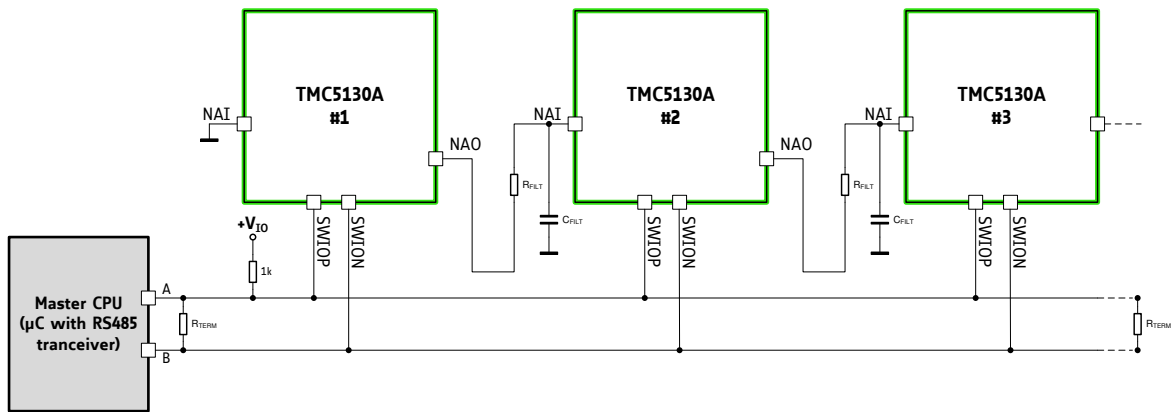 TMC5130A
#1
TMC5130A
#2
TMC5130A
#3
NAI
NAI
NAI
NAO
NAO
RFILT
RFILT
CFILT
CFILT
SWIOP
SWION
SWIOP
SWION
SWIOP
SWION
+VIO
1k
Master CPU
(µC with RS485
tranceiver)
A
B
RTERM
RTERM